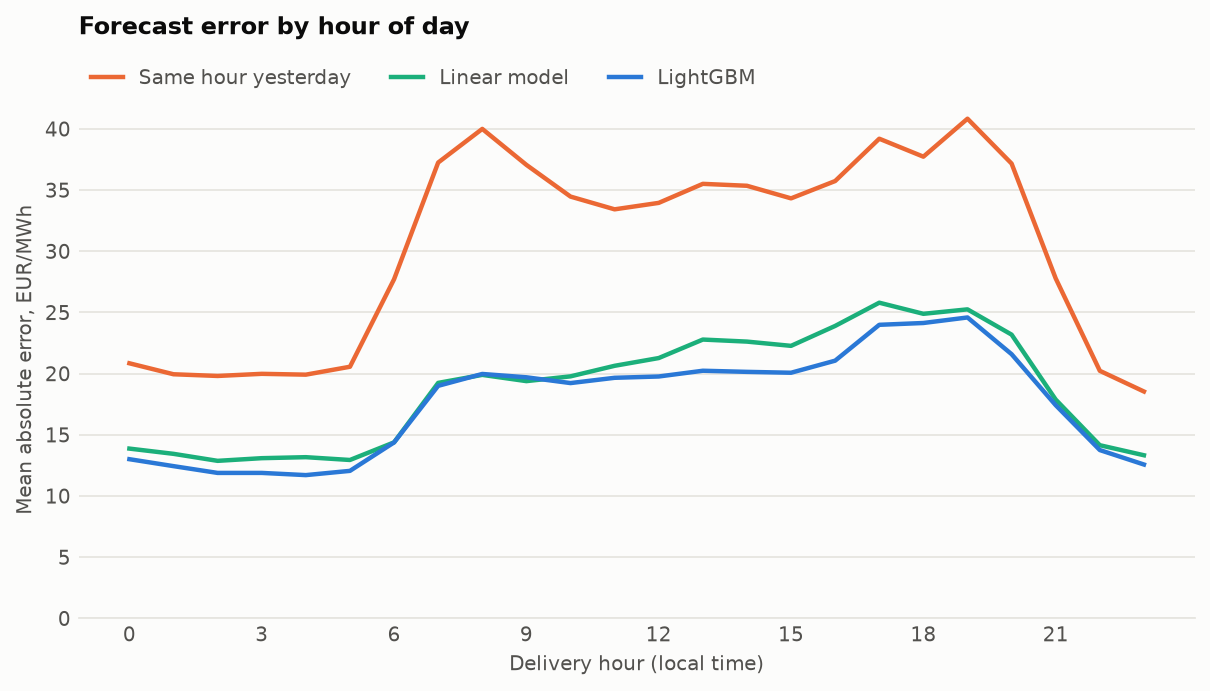 Forecast error by hour of day
Same hour yesterday Linear model LightGBM
Mean absolute error, EUR/MWh
40
35
30
25
20
15
10
5
0
0 3 6 9 12 15 18 21
Delivery hour (local time)